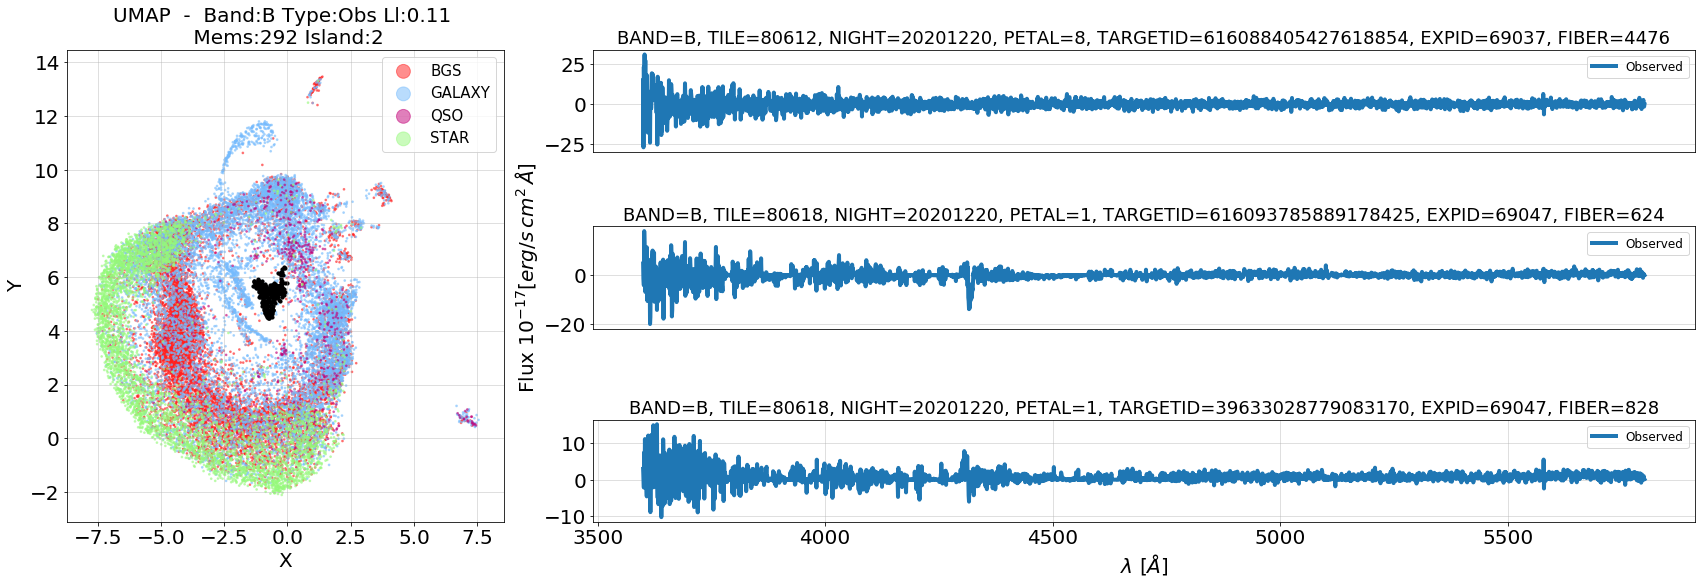 UMAP  -  Band:B Type:Obs Ll:0.11
Mems:292 Island:2
14
12
10
8
6
4
2
0
−2
Y
−7.5 −5.0 −2.5 0.0 2.5 5.0 7.5
X
BGS
GALAXY
QSO
STAR
Flux 10^{-17}[erg/s cm^2 Å]
BAND=B, TILE=80612, NIGHT=20201220, PETAL=8, TARGETID=616088405427618854, EXPID=69037, FIBER=4476
25
0
−25
Observed
BAND=B, TILE=80618, NIGHT=20201220, PETAL=1, TARGETID=616093785889178425, EXPID=69047, FIBER=624
0
−20
Observed
BAND=B, TILE=80618, NIGHT=20201220, PETAL=1, TARGETID=39633028779083170, EXPID=69047, FIBER=828
10
0
−10
Observed
3500 4000 4500 5000 5500
λ [Å]